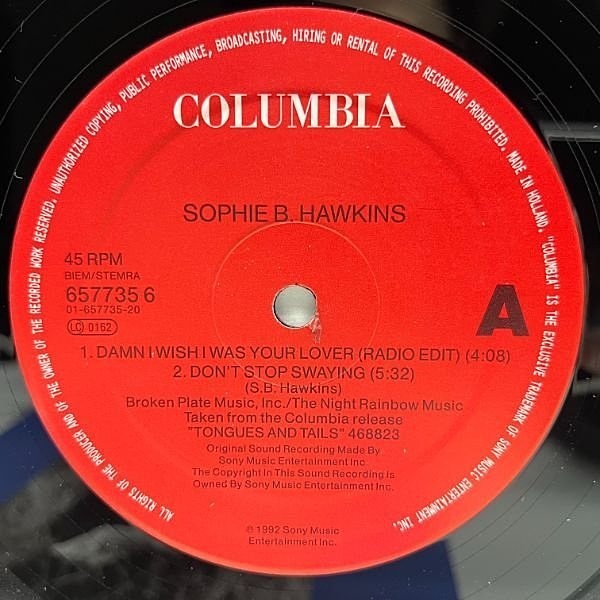 ALL RIGHTS OF THE PRODUCER AND OF THE OWNER OF THE RECORDED WORK RESERVED. UNAUTHORIZED COPYING, PUBLIC PERFORMANCE, BROADCASTING, HIRING OR RENTAL OF THIS RECORDING PROHIBITED. MADE IN HOLLAND. "COLUMBIA" IS THE EXCLUSIVE TRADEMARK OF SONY MUSIC ENTERTAINMENT INC.
COLUMBIA
SOPHIE B. HAWKINS
45 RPM
BIEM/STEMRA
657735 6
01-657735-20
LC 0162
A
1. DAMN I WISH I WAS YOUR LOVER (RADIO EDIT) (4:08)
2. DON'T STOP SWAYING (5:32)
(S.B. Hawkins)
Broken Plate Music, Inc./The Night Rainbow Music
Taken from the Columbia release
"TONGUES AND TAILS" 468823
Original Sound Recording Made By
Sony Music Entertainment Inc.
The Copyright In This Sound Recording is
Owned By Sony Music Entertainment Inc.
℗ 1992 Sony Music
Entertainment Inc.